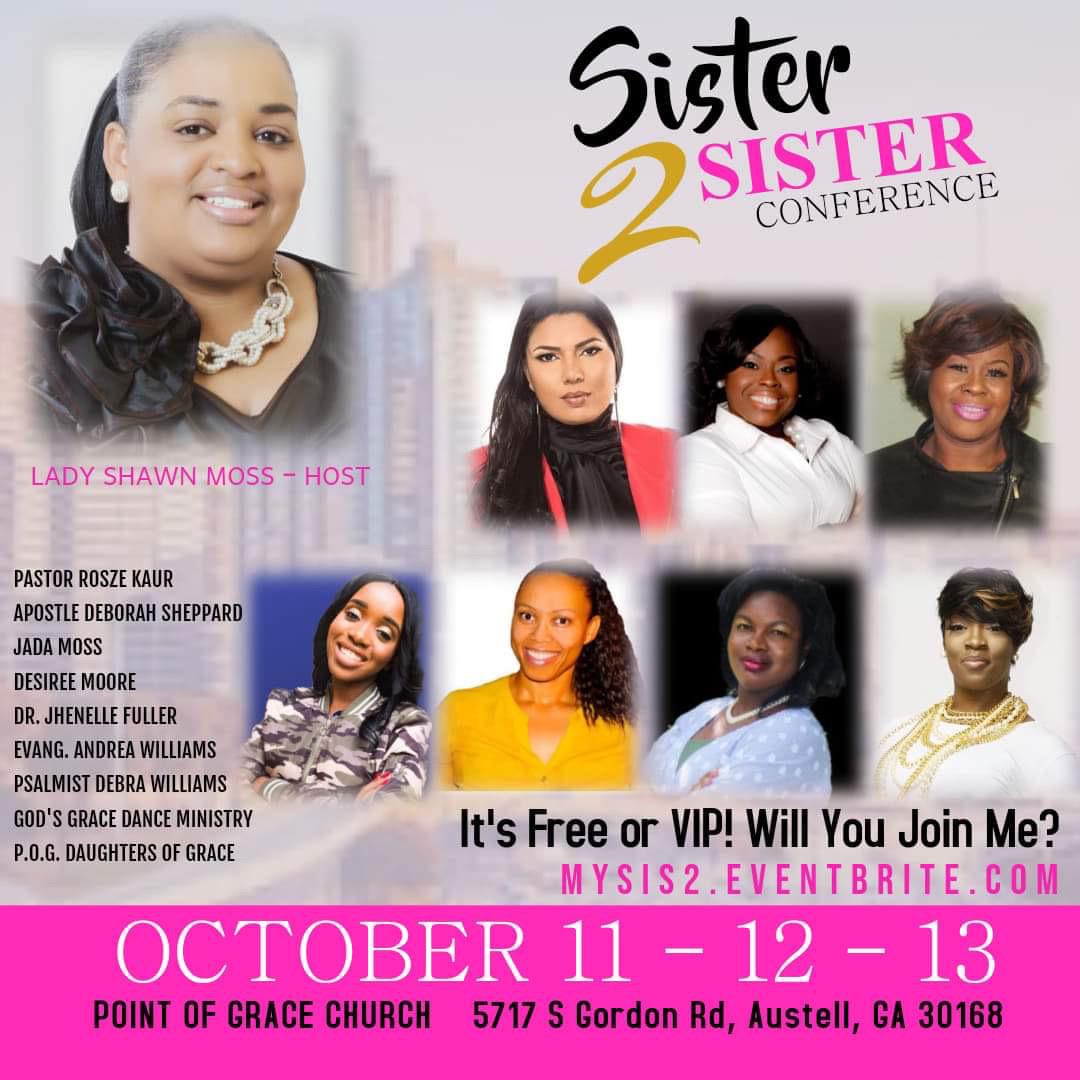 Sister
2 SISTER
CONFERENCE
LADY SHAWN MOSS – HOST
PASTOR ROSZE KAUR
APOSTLE DEBORAH SHEPPARD
JADA MOSS
DESIREE MOORE
DR. JHENELLE FULLER
EVANG. ANDREA WILLIAMS
PSALMIST DEBRA WILLIAMS
GOD'S GRACE DANCE MINISTRY
P.O.G. DAUGHTERS OF GRACE
It's Free or VIP! Will You Join Me?
MYSIS2.EVENTBRITE.COM
OCTOBER 11 – 12 – 13
POINT OF GRACE CHURCH 5717 S Gordon Rd, Austell, GA 30168